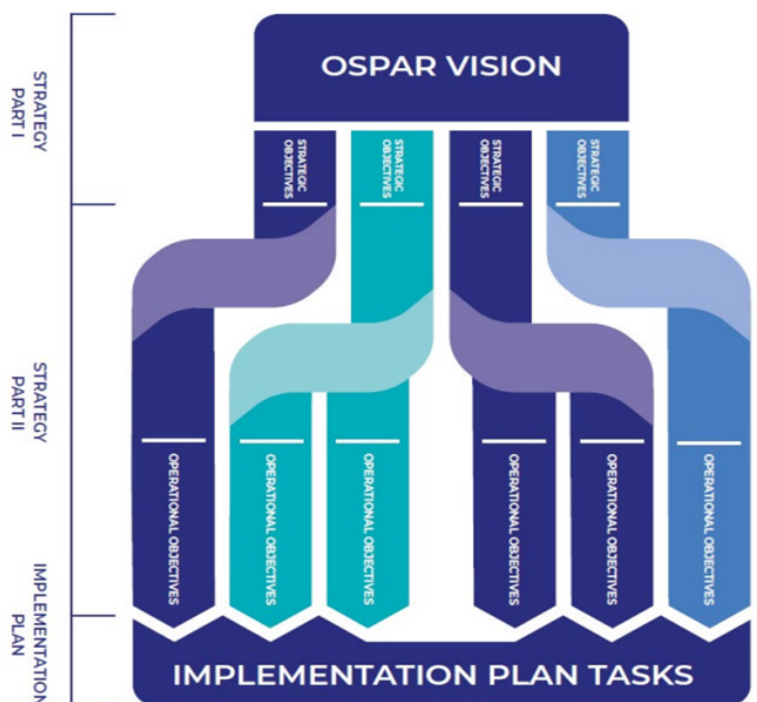 OSPAR VISION
STRATEGY
PART I
STRATEGIC
OBJECTIVES
STRATEGIC
OBJECTIVES
STRATEGIC
OBJECTIVES
STRATEGIC
OBJECTIVES
STRATEGY
PART II
OPERATIONAL OBJECTIVES
OPERATIONAL OBJECTIVES
OPERATIONAL OBJECTIVES
OPERATIONAL OBJECTIVES
OPERATIONAL OBJECTIVES
OPERATIONAL OBJECTIVES
IMPLEMENTATION
PLAN
IMPLEMENTATION PLAN TASKS